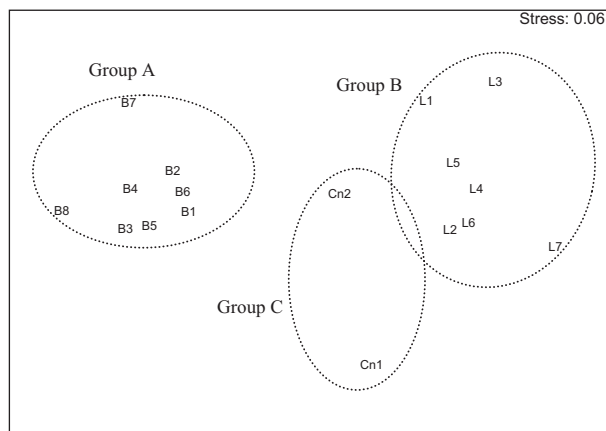 Stress: 0.06
Group A
B7
B2
B4
B6
B8
B1
B3
B5
Group B
L1
L3
L5
L4
L2
L6
L7
Cn2
Group C
Cn1